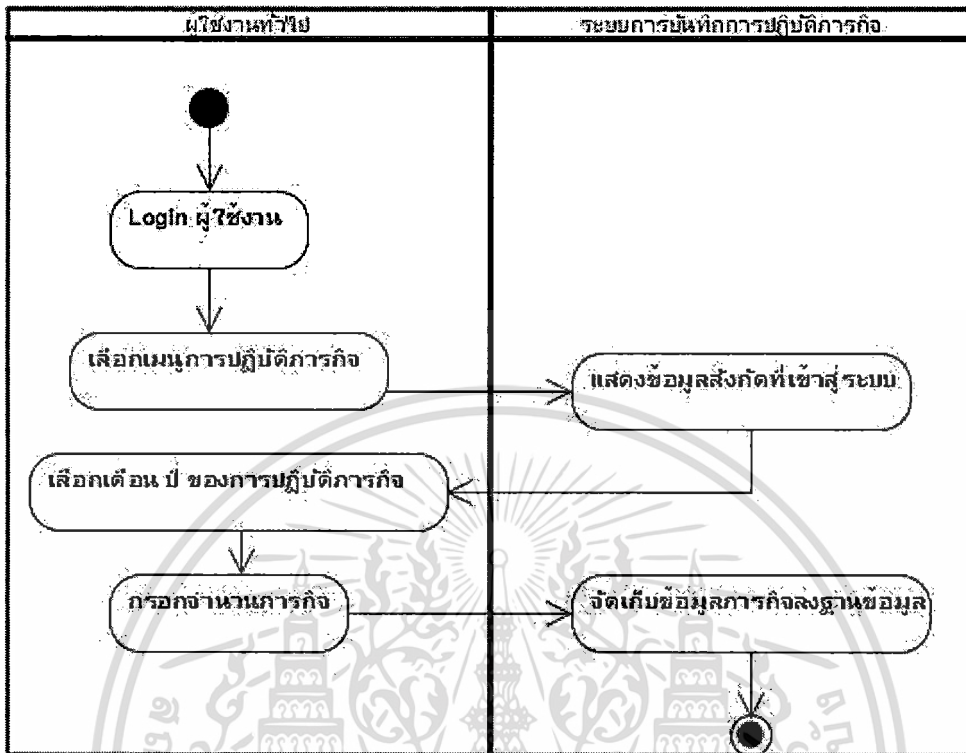 ผู้ใช้งานทั่วไป
ระบบการบันทึกการปฏิบัติภารกิจ
Login ผู้ใช้งาน
เลือกเมนูการปฏิบัติภารกิจ
แสดงข้อมูลสังกัดที่เข้าสู่ระบบ
เลือกเดือน ปี ของการปฏิบัติภารกิจ
กรอกจำนวนภารกิจ
จัดเก็บข้อมูลภารกิจลงฐานข้อมูล